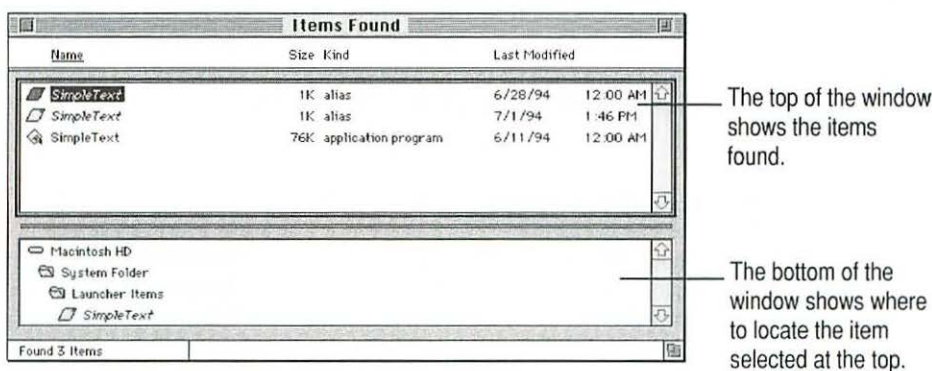 Items Found
Name Size Kind Last Modified
SimpleText 1K alias 6/28/94 12:00 AM
SimpleText 1K alias 7/1/94 1:46 PM
SimpleText 76K application program 6/11/94 12:00 AM
The top of the window
shows the items
found.
Macintosh HD
System Folder
Launcher Items
SimpleText
The bottom of the
window shows where
to locate the item
selected at the top.
Found 3 Items